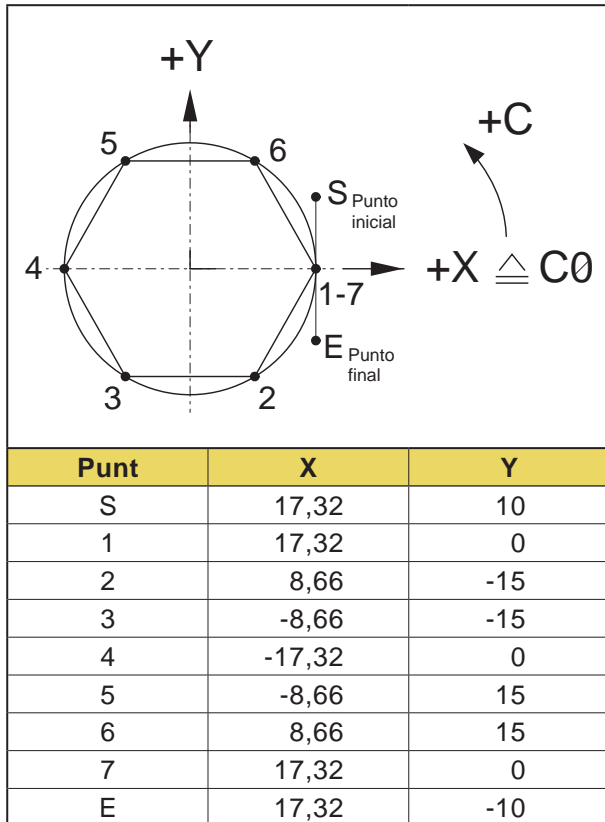 +Y
5
6
+C
S Punto
inicial
4
+X ≙ C0
1-7
E Punto
final
3
2
Punt X Y
S 17,32 10
1 17,32 0
2 8,66 -15
3 -8,66 -15
4 -17,32 0
5 -8,66 15
6 8,66 15
7 17,32 0
E 17,32 -10